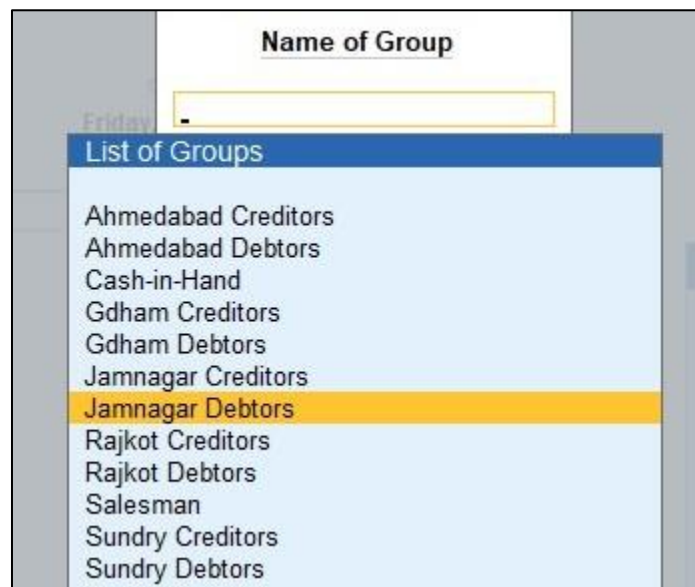 Name of Group
Friday
List of Groups
Ahmedabad Creditors
Ahmedabad Debtors
Cash-in-Hand
Gdham Creditors
Gdham Debtors
Jamnagar Creditors
Jamnagar Debtors
Rajkot Creditors
Rajkot Debtors
Salesman
Sundry Creditors
Sundry Debtors